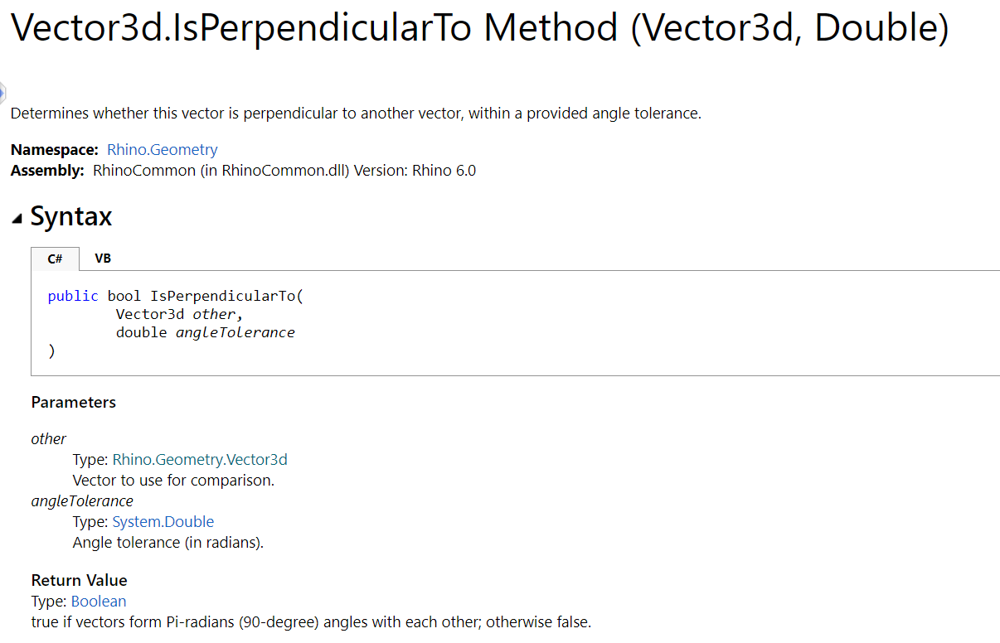 Vector3d.IsPerpendicularTo Method (Vector3d, Double)
Determines whether this vector is perpendicular to another vector, within a provided angle tolerance.
Namespace: Rhino.Geometry
Assembly: RhinoCommon (in RhinoCommon.dll) Version: Rhino 6.0
Syntax
C# VB
public bool IsPerpendicularTo(
Vector3d other,
double angleTolerance
)
Parameters
other
Type: Rhino.Geometry.Vector3d
Vector to use for comparison.
angleTolerance
Type: System.Double
Angle tolerance (in radians).
Return Value
Type: Boolean
true if vectors form Pi-radians (90-degree) angles with each other; otherwise false.